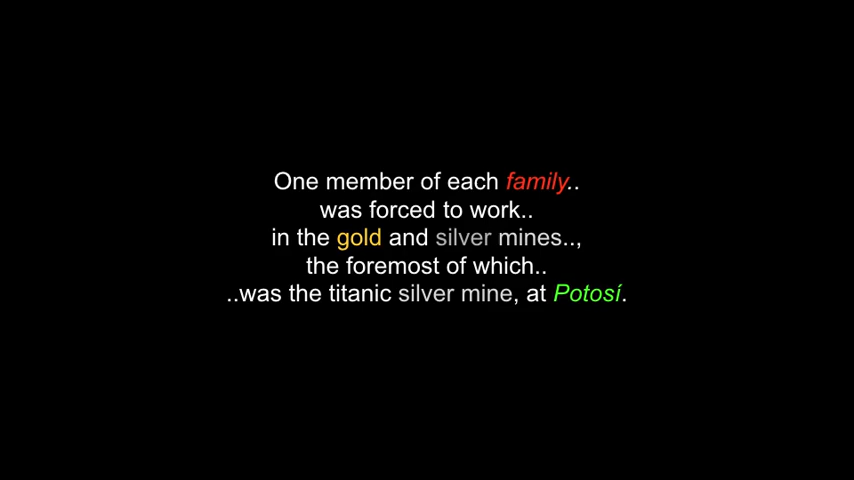 One member of each family..
was forced to work..
in the gold and silver mines..,
the foremost of which..
..was the titanic silver mine, at Potosí.